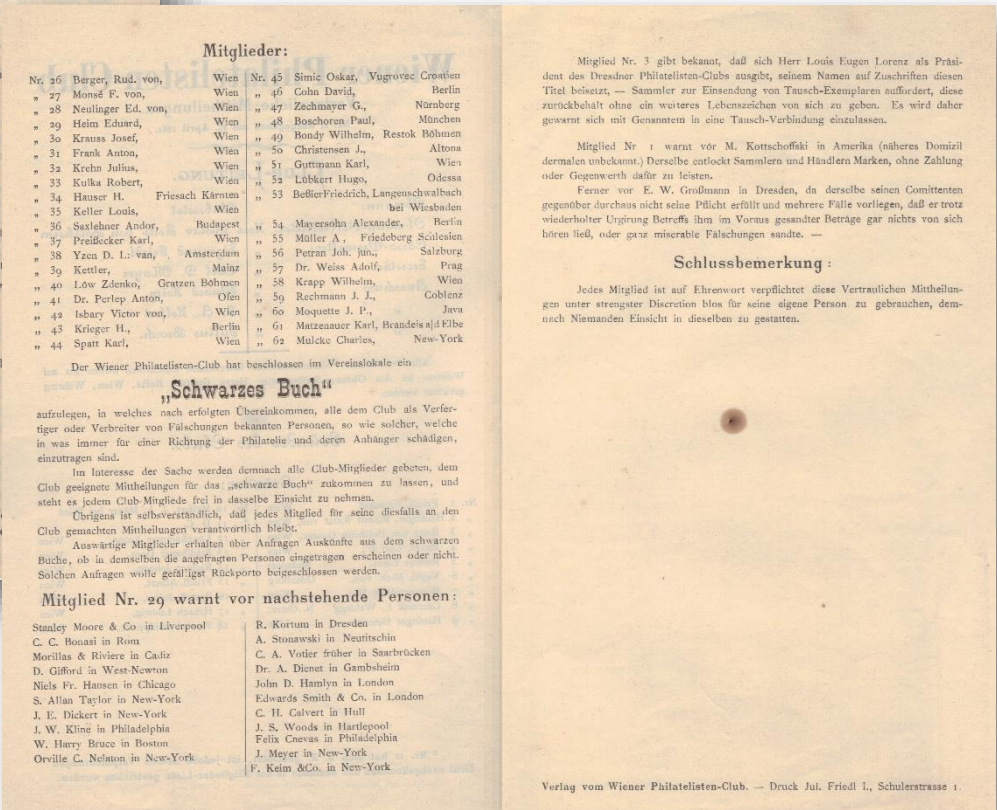 Mitglieder:
Nr. 26 Berger, Rud. von, Wien
„ 27 Monsé F. von, Wien
„ 28 Neulinger Ed. von, Wien
„ 29 Heim Eduard, Wien
„ 30 Krauss Josef, Wien
„ 31 Frank Anton, Wien
„ 32 Krehn Julius, Wien
„ 33 Kulka Robert, Wien
„ 34 Hauser H. Friesach Kärnten
„ 35 Keller Louis, Wien
„ 36 Saxlehner Andor, Budapest
„ 37 Preißecker Karl, Wien
„ 38 Yzen D. I.: van, Amsterdam
„ 39 Kettler, Mainz
„ 40 Löw Zdenko, Gratzen Böhmen
„ 41 Dr. Perlep Anton, Ofen
„ 42 Isbary Victor von, Wien
„ 43 Krieger H., Berlin
„ 44 Spatt Karl, Wien
Nr. 45 Simic Oskar, Vugrovec Croatien
„ 46 Cohn David, Berlin
„ 47 Zechmayer G., Nürnberg
„ 48 Boschoren Paul, München
„ 49 Bondy Wilhelm, Restok Böhmen
„ 50 Christensen J., Altona
„ 51 Guttmann Karl, Wien
„ 52 Lübkert Hugo, Odessa
„ 53 Beßier Friedrich, Langenschwalbach
bei Wiesbaden
„ 54 Mayersohn Alexander, Berlin
„ 55 Müller A, Friedeberg Schlesien
„ 56 Petran Joh. jun., Salzburg
„ 57 Dr. Weiss Adolf, Prag
„ 58 Krapp Wilhelm, Wien
„ 59 Rechmann J. J., Coblenz
„ 60 Moquette J. P., Java
„ 61 Matzenauer Karl, Brandeis a|d Elbe
„ 62 Mulcke Charles, New-York
Der Wiener Philatelisten-Club hat beschlossen im Vereinslokale ein
„Schwarzes Buch“
aufzulegen, in welches nach erfolgten Übereinkommen, alle dem Club als Verfer-
tiger oder Verbreiter von Fälschungen bekannten Personen, so wie solcher, welche
in was immer für einer Richtung der Philatelie und deren Anhänger schädigen,
einzutragen sind.
Im Interesse der Sache werden demnach alle Club-Mitglieder gebeten, dem
Club geeignete Mittheilungen für das „schwarze Buch“ zukommen zu lassen, und
steht es jedem Club-Mitgliede frei in dasselbe Einsicht zu nehmen.
Übrigens ist selbsverständlich, daß jedes Mitglied für seine diesfalls an den
Club gemachten Mittheilungen verantwortlich bleibt.
Auswärtige Mitglieder erhalten über Anfragen Auskünfte aus dem schwarzen
Buche, ob in demselben die angefragten Personen eingetragen erscheinen oder nicht.
Solchen Anfragen wolle gefälligst Rückporto beigeschlossen werden.
Mitglied Nr. 29 warnt vor nachstehende Personen:
Stanley Moore & Co in Liverpool
C. C. Bonasi in Rom
Morillas & Riviere in Cadiz
D. Gifford in West-Newton
Niels Fr. Hansen in Chicago
S. Allan Taylor in New-York
J. E. Dickert in New-York
J. W. Kline in Philadelphia
W. Harry Bruce in Boston
Orville C. Nelaton in New-York
R. Kortum in Dresden
A. Stonawski in Neutitschin
C. A. Votier früher in Saarbrücken
Dr. A. Dienet in Gambsheim
John D. Hamlyn in London
Edwards Smith & Co. in London
C. H. Calvert in Hull
J. S. Woods in Hartlepool
Felix Cnevas in Philadelphia
J. Meyer in New-York
F. Keim &Co. in New-York
Mitglied Nr. 3 gibt bekannt, daß sich Herr Louis Eugen Lorenz als Präsi-
dent des Dresdner Philatelisten-Clubs ausgibt, seinem Namen auf Zuschriften diesen
Titel beisetzt, — Sammler zur Einsendung von Tausch-Exemplaren auffordert, diese
zurückbehält ohne ein weiteres Lebenszeichen von sich zu geben. Es wird daher
gewarnt sich mit Genanntem in eine Tausch-Verbindung einzulassen.
Mitglied Nr 1 warnt vor M. Kottschoffski in Amerika (näheres Domizil
dermalen unbekannt.) Derselbe entlockt Sammlern und Händlern Marken, ohne Zahlung
oder Gegenwerth dafür zu leisten.
Ferner vor E. W. Großmann in Dresden, da derselbe seinen Comittenten
gegenüber durchaus nicht seine Pflicht erfüllt und mehrere Fälle vorliegen, daß er trotz
wiederholter Urgirung Betreffs ihm im Voraus gesandter Beträge gar nichts von sich
hören ließ, oder ganz miserable Fälschungen sandte. —
Schlussbemerkung:
Jedes Mitglied ist auf Ehrenwort verpflichtet diese Vertraulichen Mittheilun-
gen unter strengster Discretion blos für seine eigene Person zu gebrauchen, dem-
nach Niemanden Einsicht in dieselben zu gestatten.
Verlag vom Wiener Philatelisten-Club. — Druck Jul. Friedl I., Schulerstrasse 1.